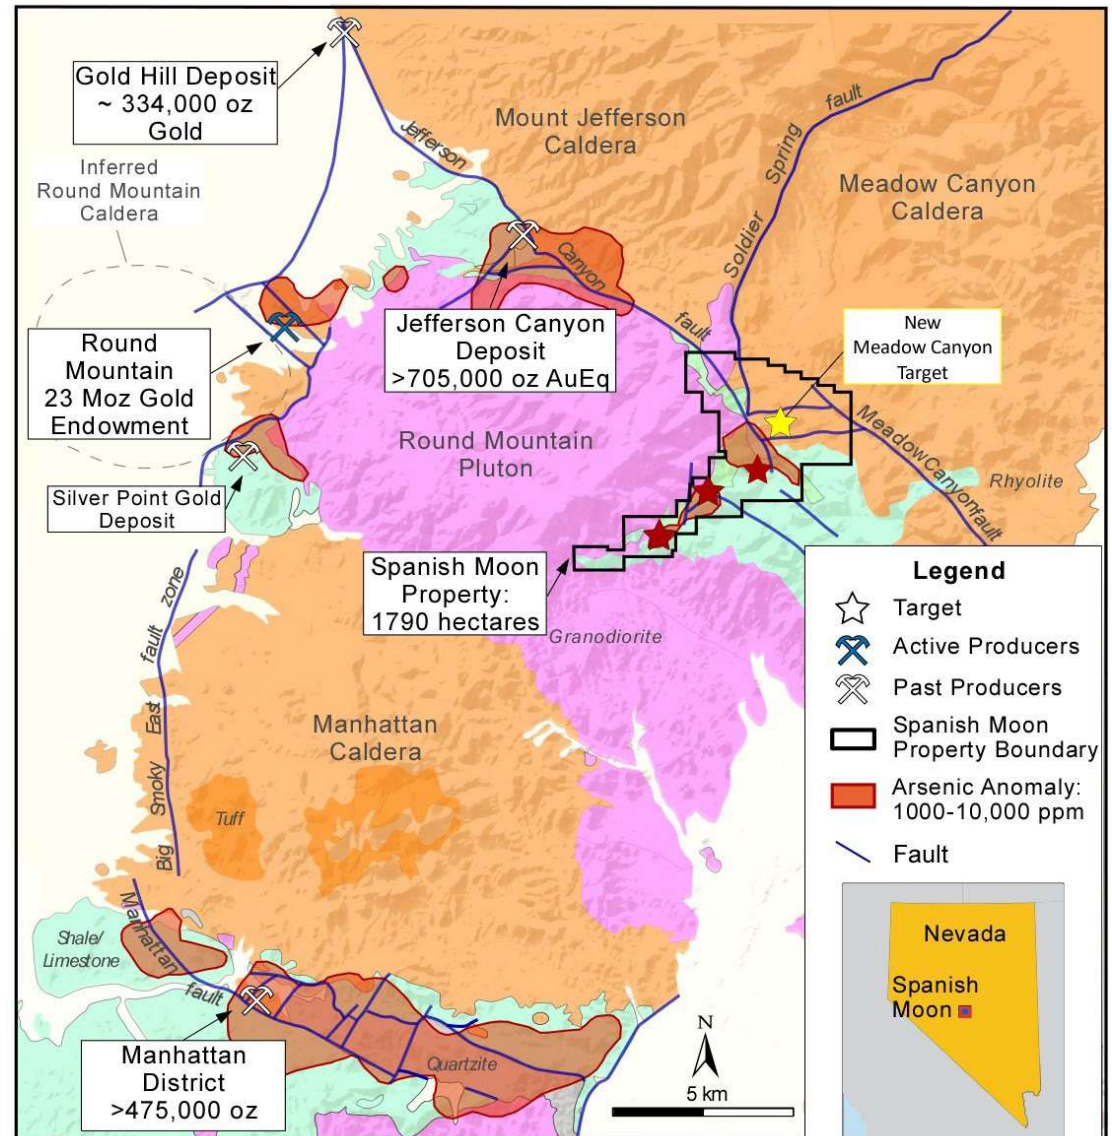 Gold Hill Deposit
~ 334,000 oz
Gold
Inferred
Round Mountain
Caldera
Jefferson
Mount Jefferson
Caldera
fault
Spring
Soldier
Meadow Canyon
Caldera
Canyon
fault
Round
Mountain
23 Moz Gold
Endowment
Jefferson Canyon
Deposit
>705,000 oz AuEq
New
Meadow Canyon
Target
Round Mountain
Pluton
Meadow Canyon fault
Rhyolite
Silver Point Gold
Deposit
Spanish Moon
Property:
1790 hectares
Granodiorite
Big Smoky East fault zone
Manhattan
Caldera
Tuff
Shale/
Limestone
Manhattan
fault
Quartzite
Manhattan
District
>475,000 oz
N
5 km
Legend
Target
Active Producers
Past Producers
Spanish Moon
Property Boundary
Arsenic Anomaly:
1000-10,000 ppm
Fault
Nevada
Spanish
Moon